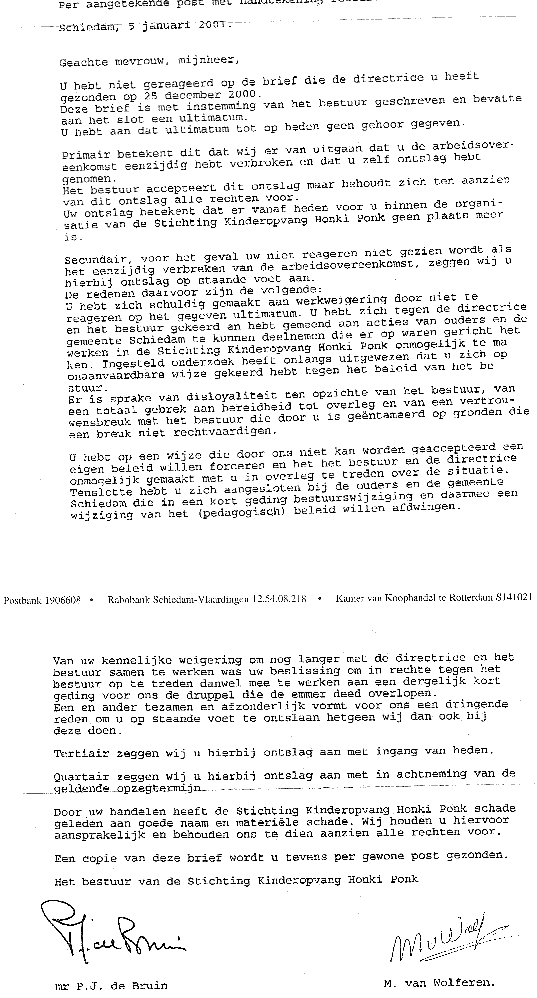 Per aangetekende post met handtekening
Schiedam, 5 januari 2001.
Geachte mevrouw, mijnheer,
U hebt niet gereageerd op de brief die de directrice u heeft
gezonden op 25 december 2000.
Deze brief is met instemming van het bestuur geschreven en bevatte
aan het slot een ultimatum.
U hebt aan dat ultimatum tot op heden geen gehoor gegeven.
Primair betekent dit dat wij er van uitgaan dat u de arbeidsover-
eenkomst eenzijdig hebt verbroken en dat u zelf ontslag hebt
genomen.
Het bestuur accepteert dit ontslag maar behoudt zich ten aanzien
van dit ontslag alle rechten voor.
Uw ontslag betekent dat er vanaf heden voor u binnen de organi-
satie van de Stichting Kinderopvang Honki Ponk geen plaats meer
is.
Secundair, voor het geval uw niet reageren niet gezien wordt als
het eenzijdig verbreken van de arbeidsovereenkomst, zeggen wij u
hierbij ontslag op staande voet aan.
De redenen daarvoor zijn de volgende:
U hebt zich schuldig gemaakt aan werkweigering door niet te
reageren op het gegeven ultimatum. U hebt zich tegen de directrice
en het bestuur gekeerd en hebt gemeend aan acties van ouders en de
gemeente Schiedam te kunnen deelnemen die er op waren gericht het
werken in de Stichting Kinderopvang Honki Ponk onmogelijk te ma
ken. Ingesteld onderzoek heeft onlangs uitgewezen dat u zich op
onaanvaardbare wijze gekeerd hebt tegen het beleid van het be
stuur.
Er is sprake van disloyaliteit ten opzichte van het bestuur, van
een totaal gebrek aan bereidheid tot overleg en van een vertrou-
wensbreuk met het bestuur die door u is geëntameerd op gronden die
een breuk niet rechtvaardigen.
U hebt op een wijze die door ons niet kan worden geaccepteerd een
eigen beleid willen forceren en het het bestuur en de directrice
onmogelijk gemaakt met u in overleg te treden over de situatie.
Tenslotte hebt u zich aangesloten bij de ouders en de gemeente
Schiedam die in een kort geding bestuurswijziging en daarmee een
wijziging van het (pedagogisch) beleid willen afdwingen.
Postbank 1906608 • Rabobank Schiedam-Vlaardingen 12.54.08.218 • Kamer van Koophandel te Rotterdam S141021
Van uw kennelijke weigering om nog langer met de directrice en het
bestuur samen te werken was uw beslissing om in rechte tegen het
bestuur op te treden danwel mee te werken aan een dergelijk kort
geding voor ons de druppel die de emmer deed overlopen.
Een en ander tezamen en afzonderlijk vormt voor ons een dringende
reden om u op staande voet te ontslaan hetgeen wij dan ook bij
deze doen.
Tertiair zeggen wij u hierbij ontslag aan met ingang van heden.
Quartair zeggen wij u hierbij ontslag aan met in achtneming van de
geldende opzegtermijn
Door uw handelen heeft de Stichting Kinderopvang Honki Ponk schade
geleden aan goede naam en materiële schade. Wij houden u hiervoor
aansprakelijk en behouden ons te dien aanzien alle rechten voor.
Een copie van deze brief wordt u tevens per gewone post gezonden.
Het bestuur van de Stichting Kinderopvang Honki Ponk
mr P.J. de Bruin M. van Wolferen.